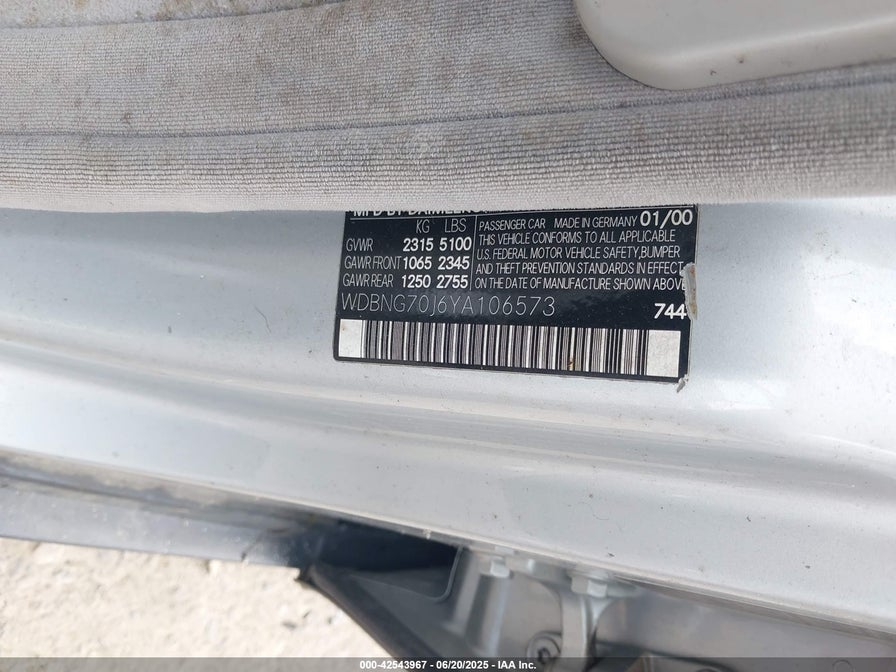 KG LBS
GVWR 2315 5100
GAWR FRONT 1065 2345
GAWR REAR 1250 2755
PASSENGER CAR MADE IN GERMANY 01/00
THIS VEHICLE CONFORMS TO ALL APPLICABLE
U.S. FEDERAL MOTOR VEHICLE SAFETY,BUMPER
AND THEFT PREVENTION STANDARDS IN EFFECT
ON THE DATE OF MANUFACTURE SHOWN ABOVE.
WDBNG70J6YA106573
744
000-42543967 - 06/20/2025 - IAA Inc.